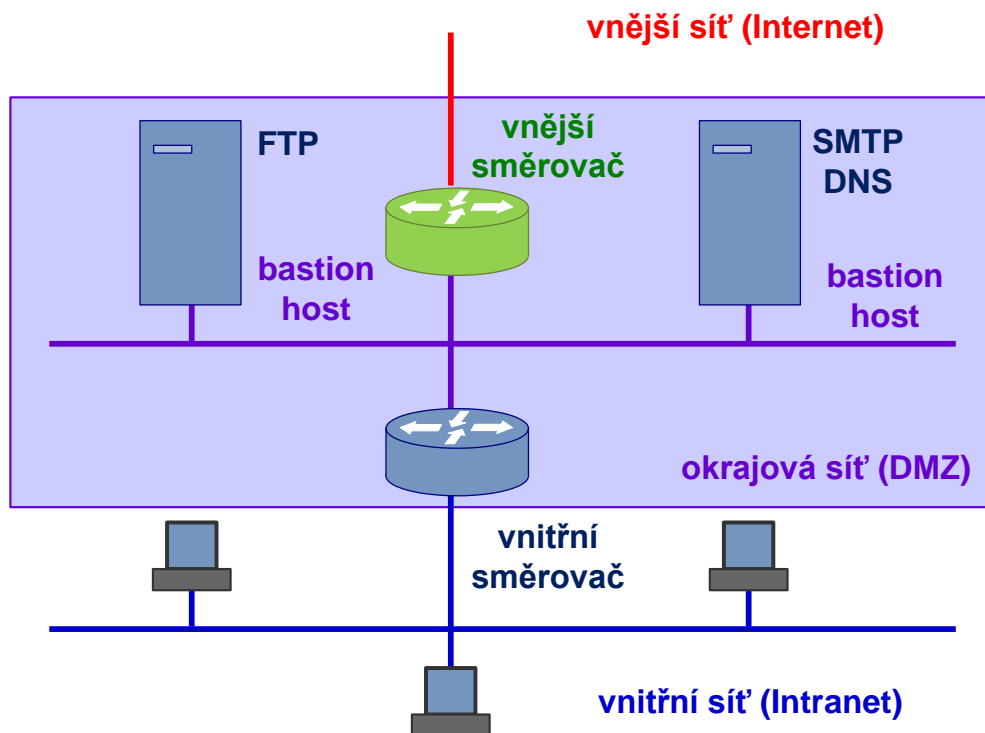 vnější síť (Internet)
FTP
vnější
směrovač
SMTP
DNS
bastion
host
bastion
host
okrajová síť (DMZ)
vnitřní
směrovač
vnitřní síť (Intranet)